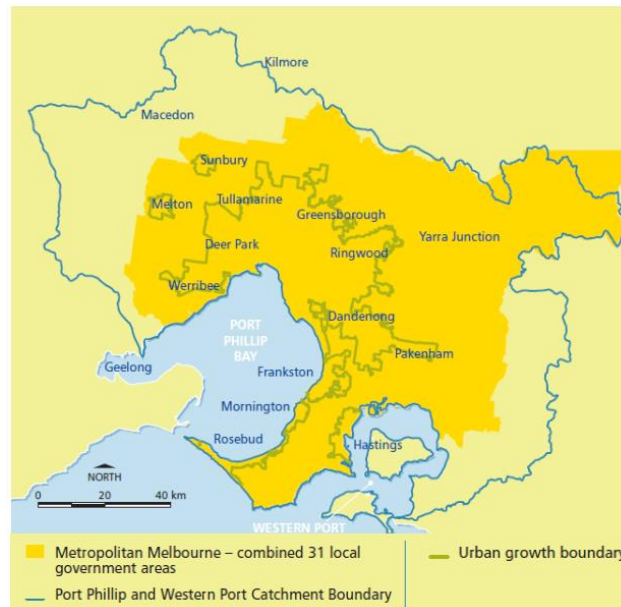 Kilmore
Macedon
Sunbury
Melton
Tullamarine
Greensborough
Yarra Junction
Deer Park
Ringwood
Werribee
PORT
PHILLIP
BAY
Dandenong
Geelong
Frankston
Pakenham
Mornington
Rosebud
Hastings
NORTH
0 20 40 km
WESTERN PORT
Metropolitan Melbourne – combined 31 local
government areas
Urban growth boundary
Port Phillip and Western Port Catchment Boundary